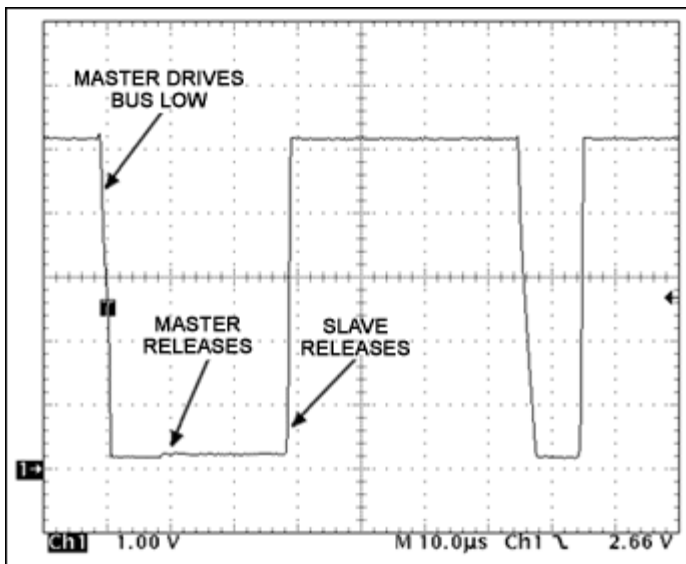 MASTER DRIVES
BUS LOW
T
MASTER
RELEASES
SLAVE
RELEASES
1→
Ch1 1.00 V M 10.0µs Ch1 2.66 V